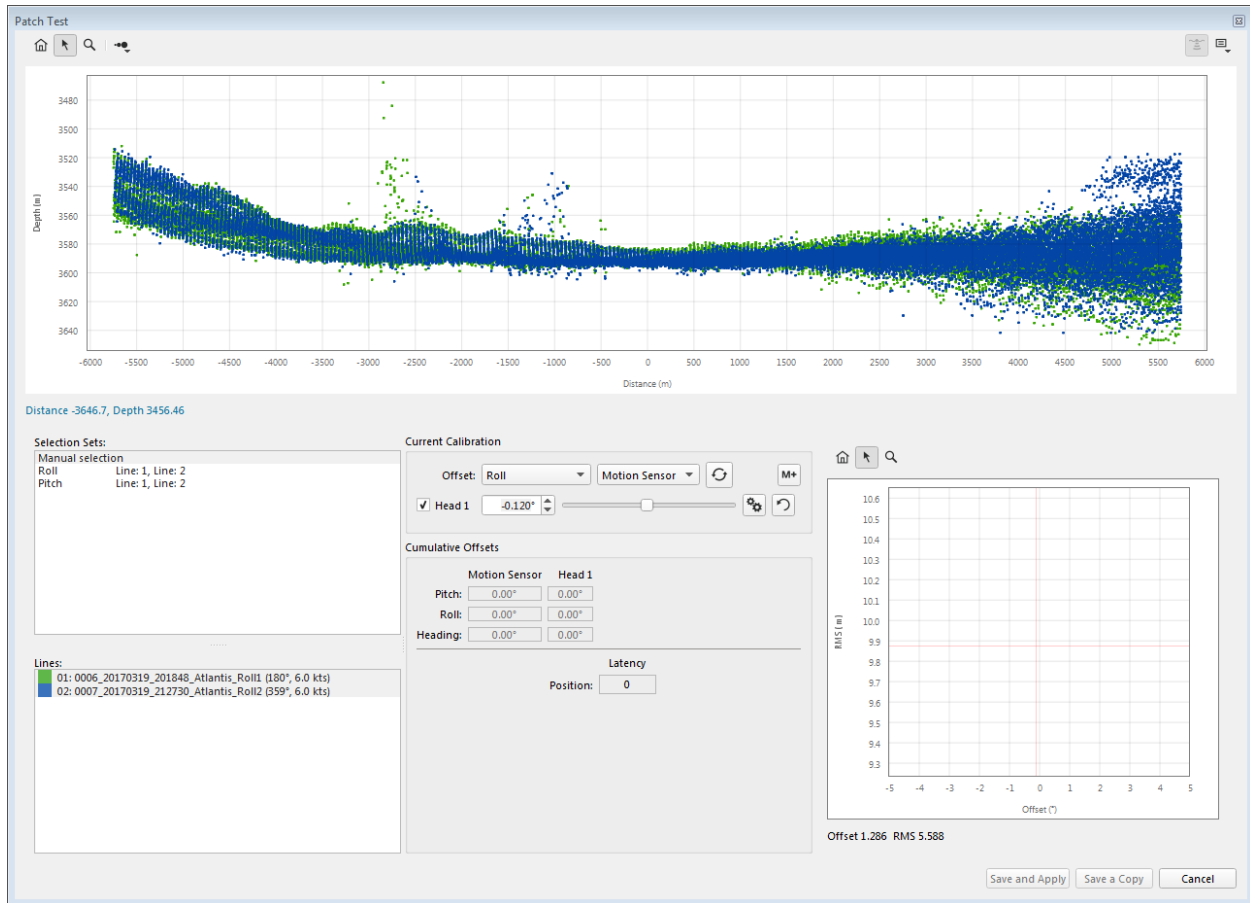 Patch Test
3480
3500
3520
3540
3560
3580
3600
3620
3640
Depth (m)
-6000 -5500 -5000 -4500 -4000 -3500 -3000 -2500 -2000 -1500 -1000 -500 0 500 1000 1500 2000 2500 3000 3500 4000 4500 5000 5500 6000
Distance (m)
Distance -3646.7, Depth 3456.46
Selection Sets:
Manual selection
Roll Line: 1, Line: 2
Pitch Line: 1, Line: 2
Lines:
01: 0006_20170319_201848_Atlantis_Roll1 (180°, 6.0 kts)
02: 0007_20170319_212730_Atlantis_Roll2 (359°, 6.0 kts)
Current Calibration
Offset: Roll Motion Sensor M+
Head 1 -0.120°
Cumulative Offsets
Motion Sensor Head 1
Pitch: 0.00° 0.00°
Roll: 0.00° 0.00°
Heading: 0.00° 0.00°
Latency
Position: 0
10.6
10.5
10.4
10.3
10.2
10.1
10.0
9.9
9.8
9.7
9.6
9.5
9.4
9.3
RMS (m)
-5 -4 -3 -2 -1 0 1 2 3 4 5
Offset (°)
Offset 1.286 RMS 5.588
Save and Apply Save a Copy Cancel